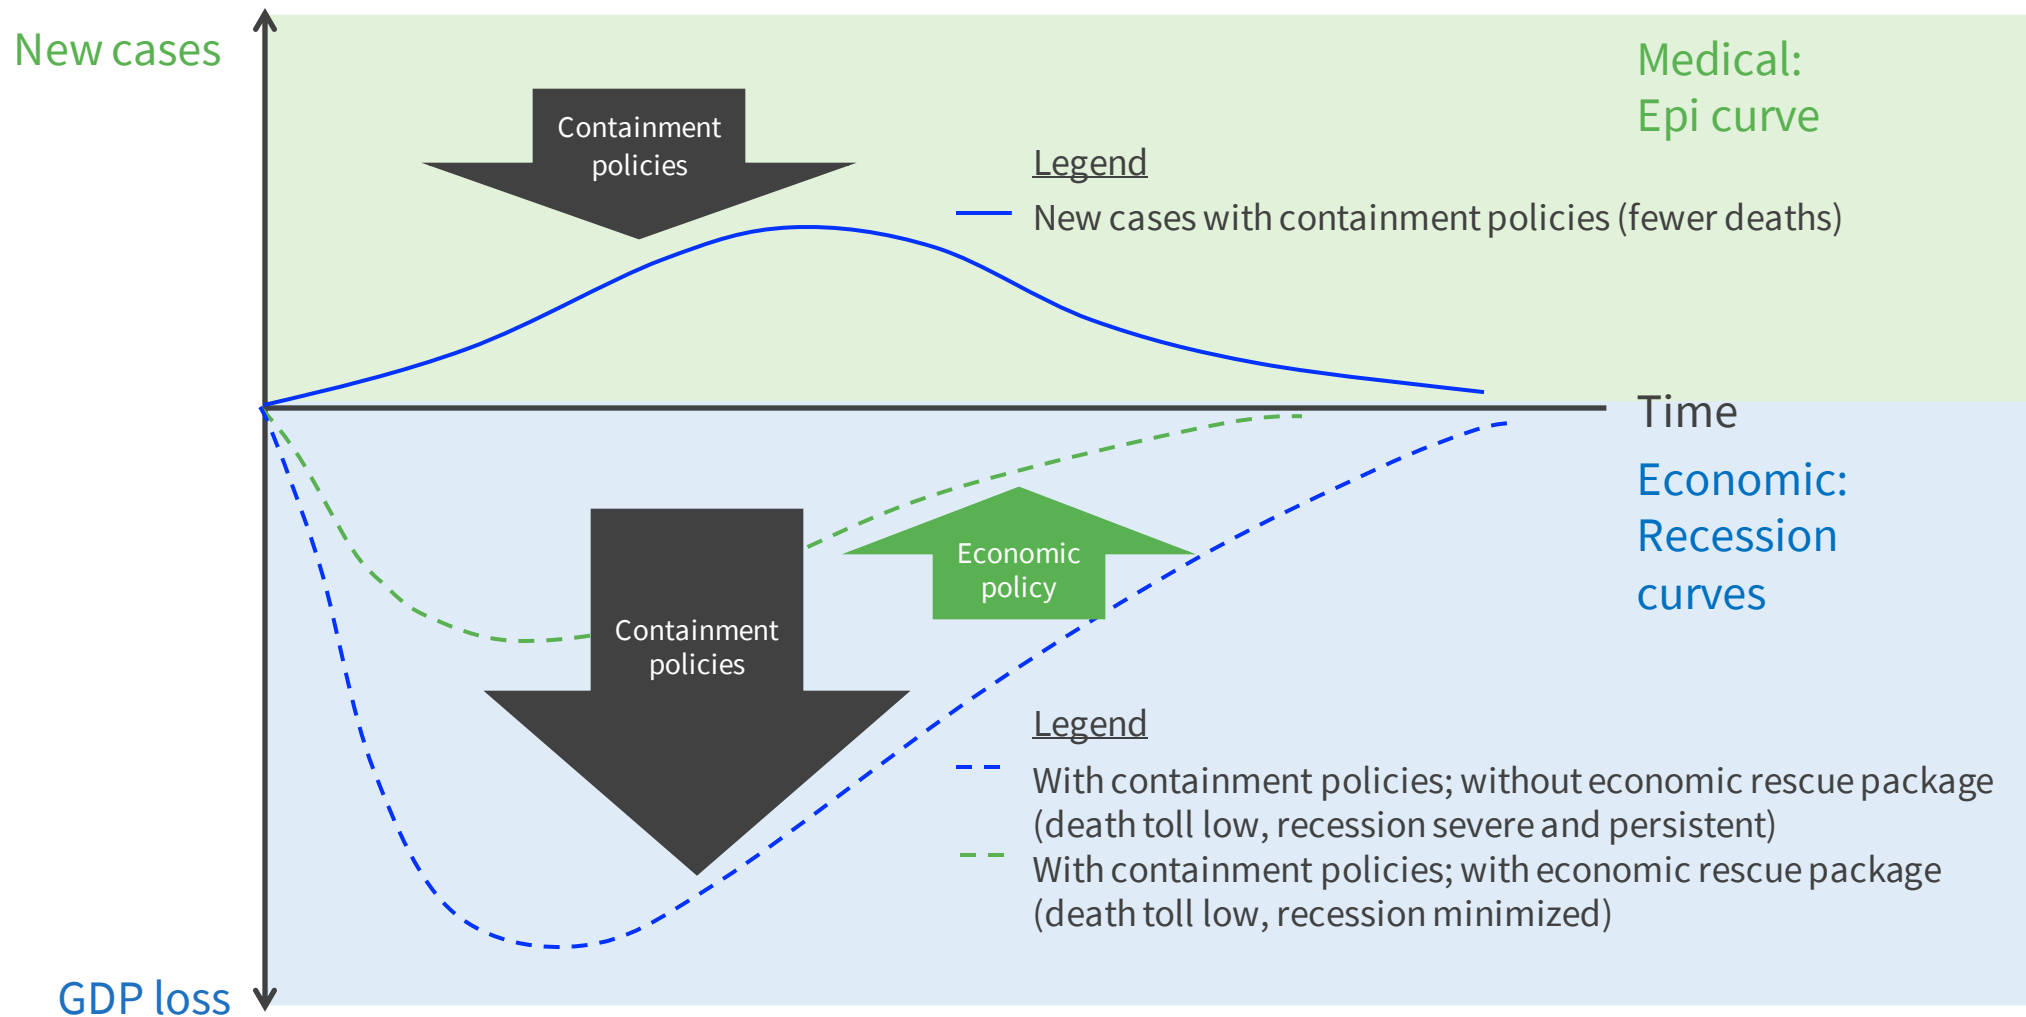 New cases
Medical:
Epi curve
Containment
policies
Legend
New cases with containment policies (fewer deaths)
Time
Economic:
Recession
curves
Economic
policy
Containment
policies
Legend
With containment policies; without economic rescue package
(death toll low, recession severe and persistent)
With containment policies; with economic rescue package
(death toll low, recession minimized)
GDP loss